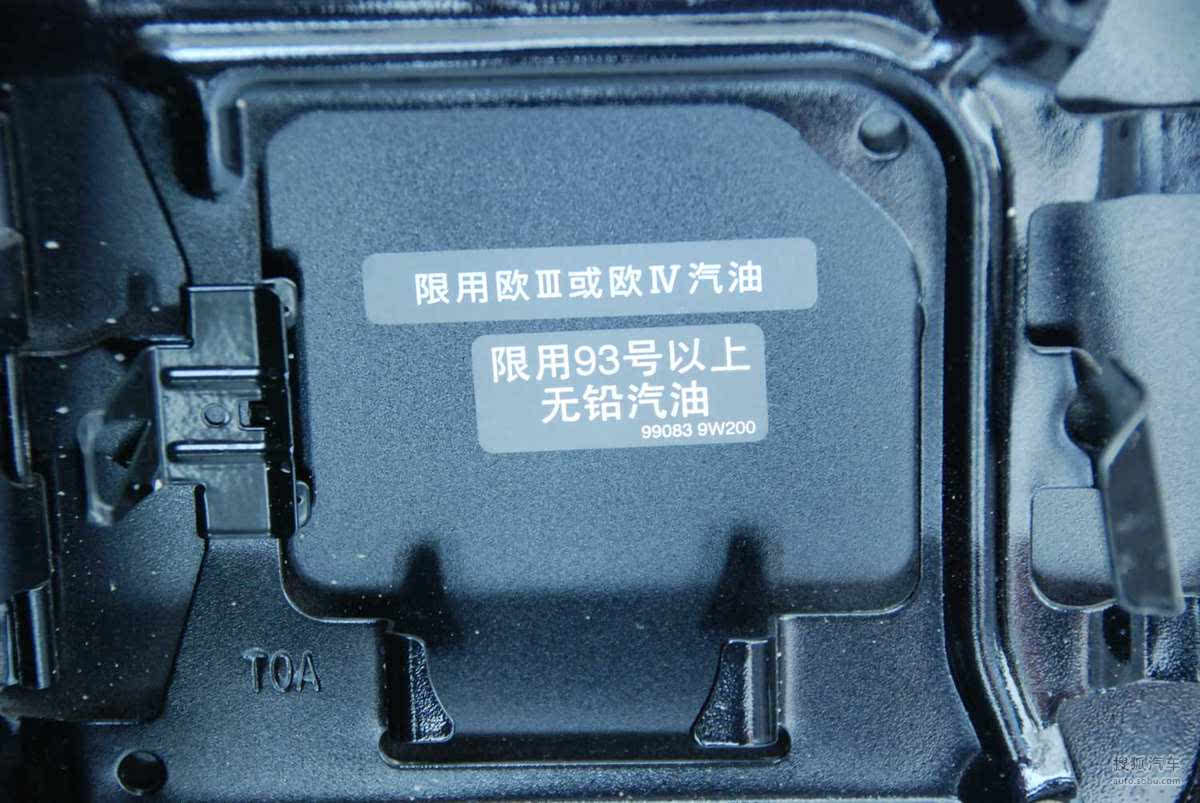 限用欧Ⅲ或欧Ⅳ汽油
限用93号以上
无铅汽油
99083 9W200
TOA
搜狐汽车
auto.sohu.com